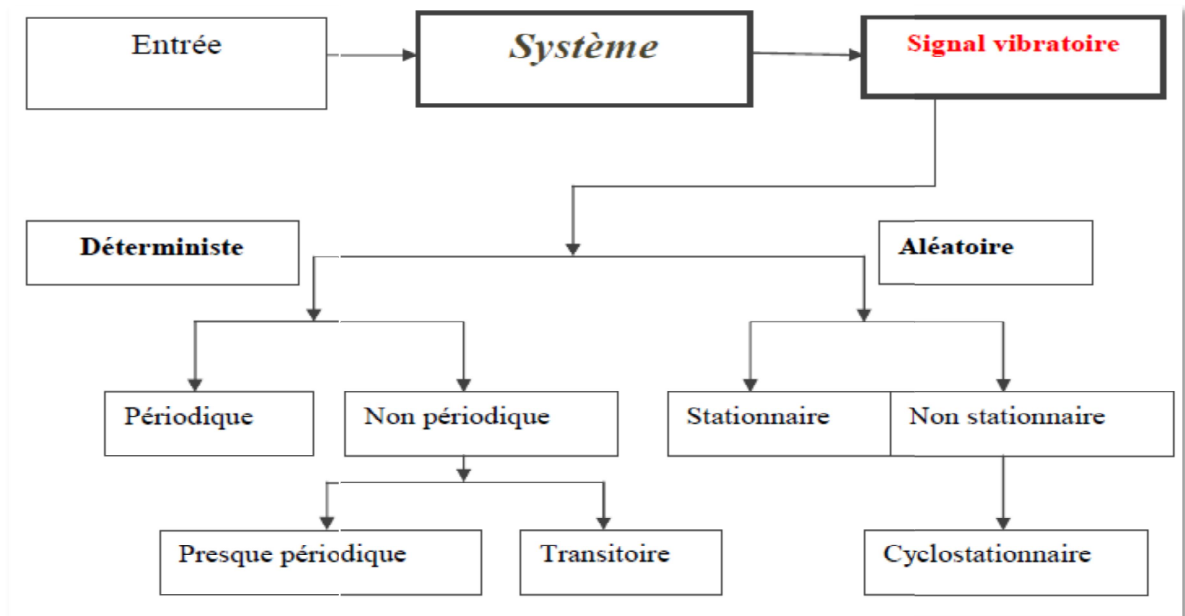 Entrée
Système
Signal vibratoire
Déterministe
Aléatoire
Périodique
Non périodique
Stationnaire
Non stationnaire
Presque périodique
Transitoire
Cyclostationnaire